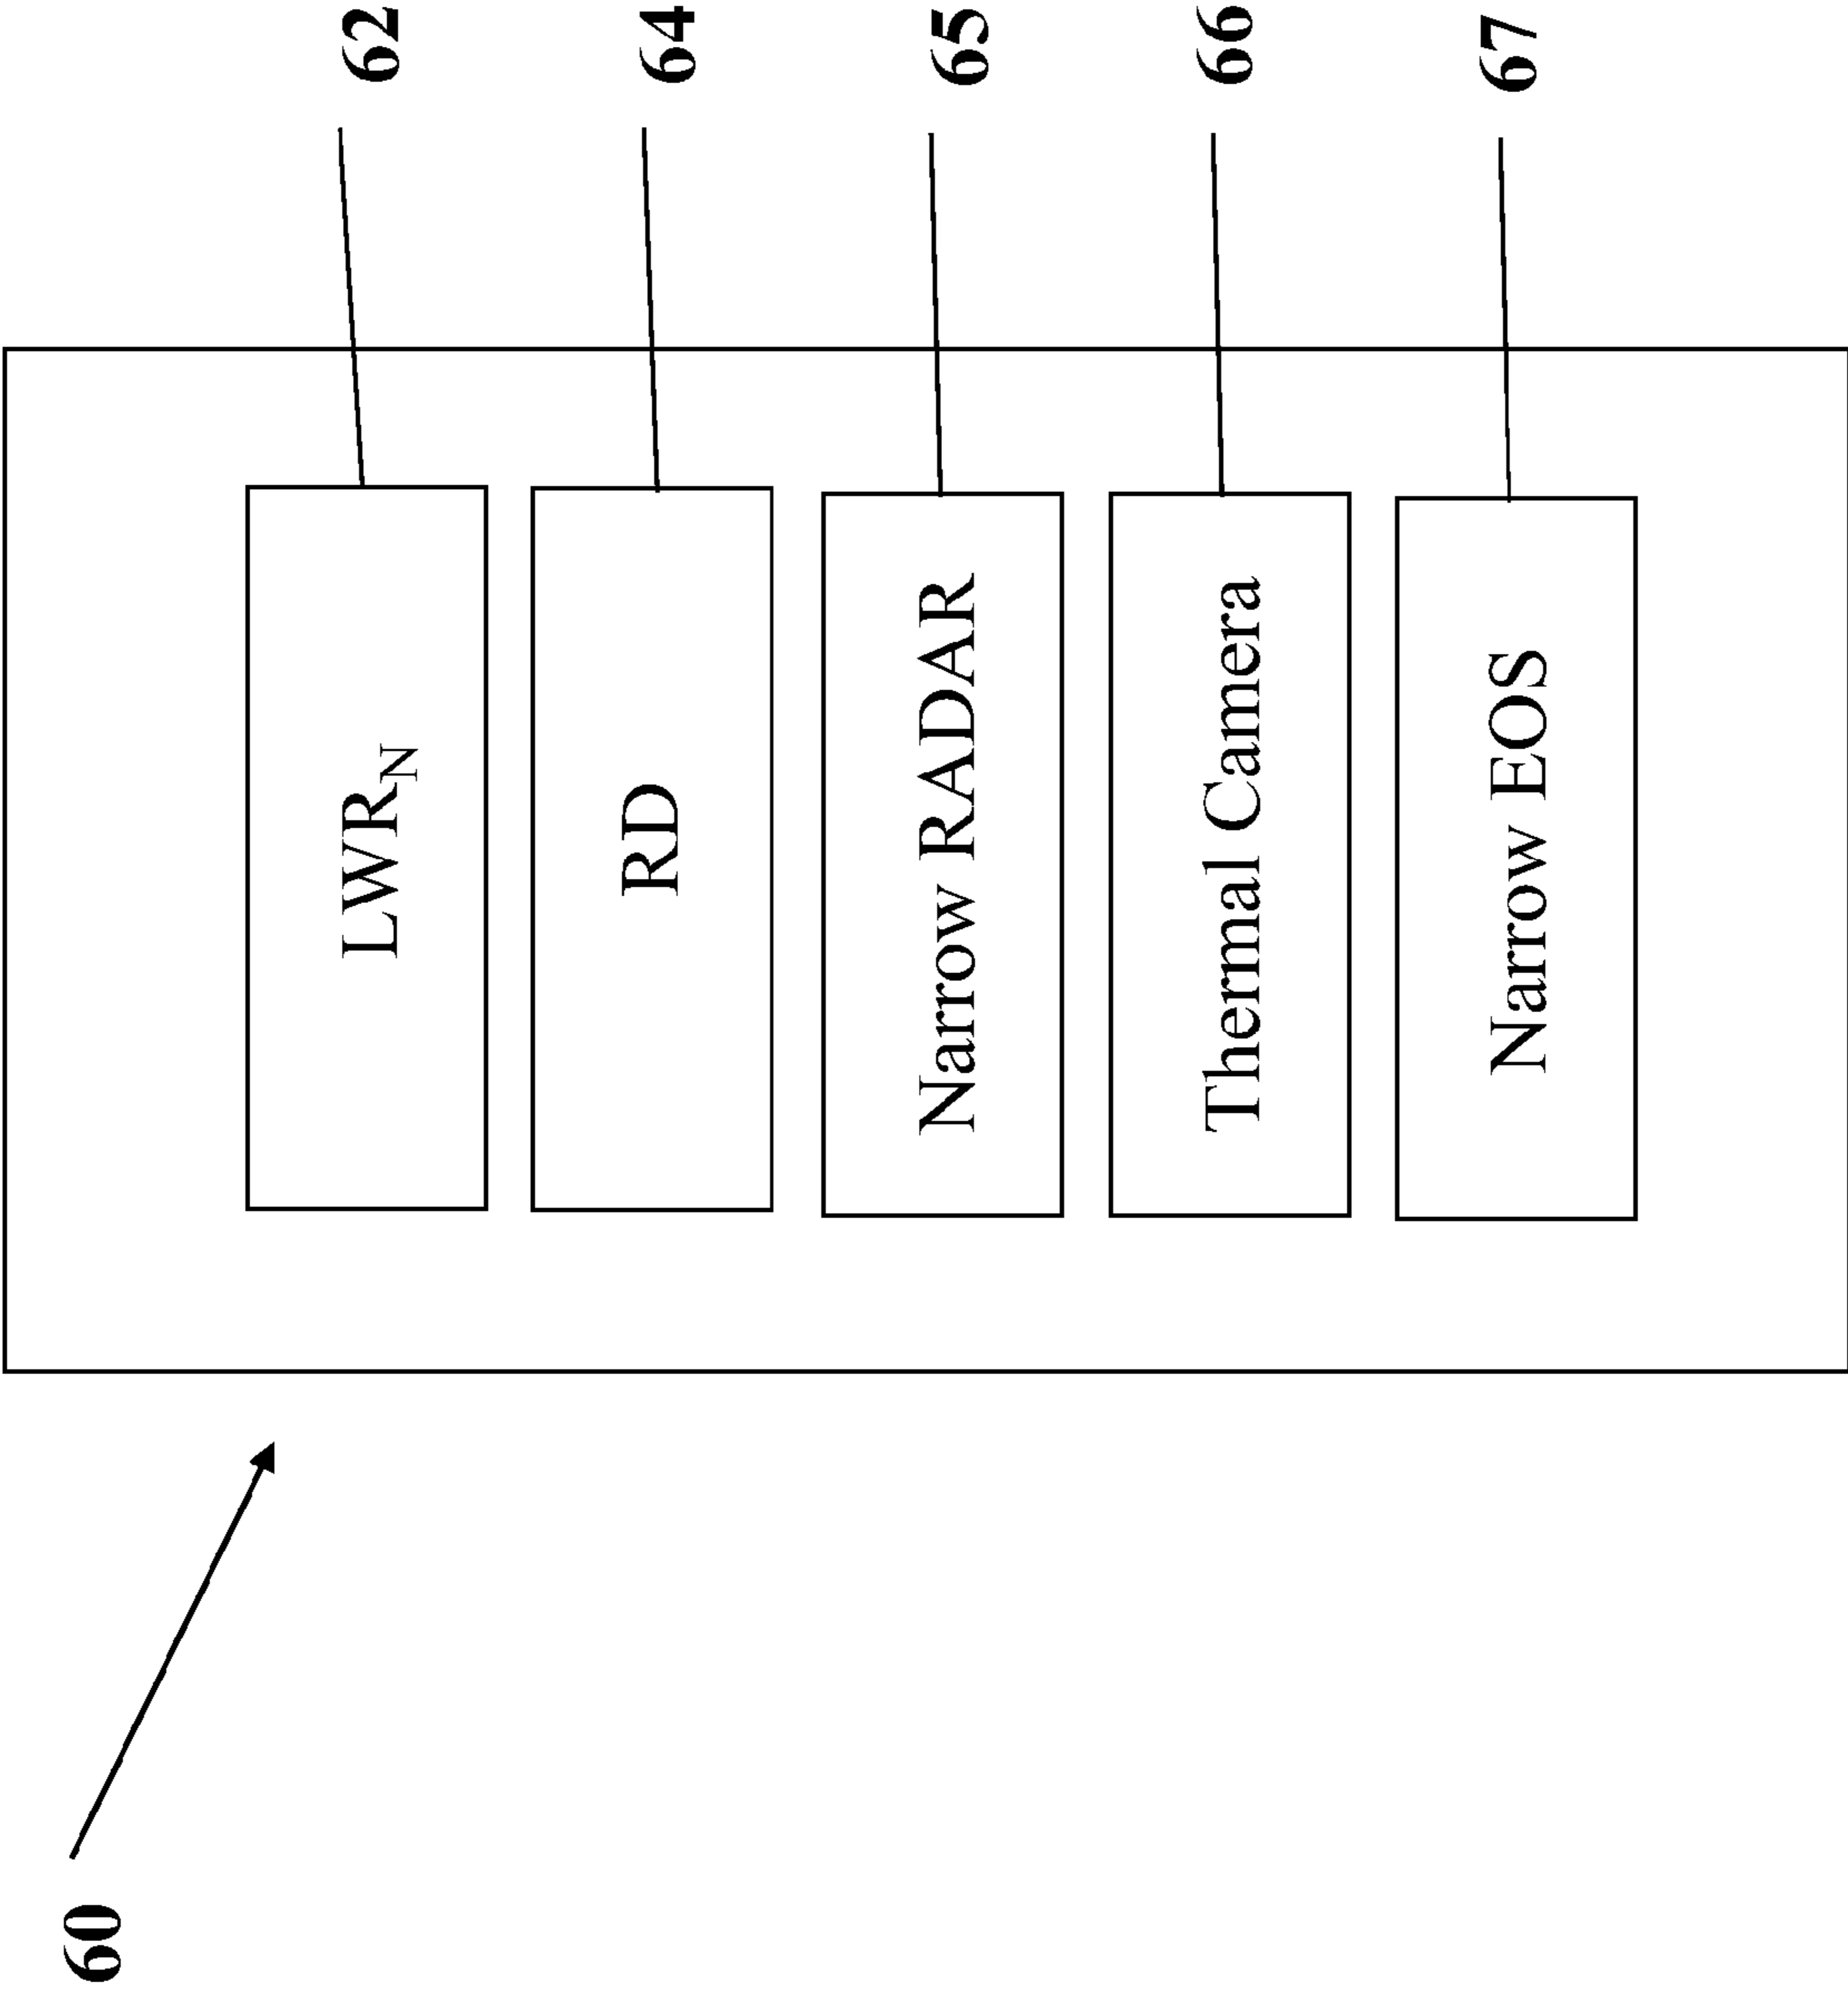 60
LWR_N 62
RD 64
Narrow RADAR 65
Thermal Camera 66
Narrow EOS 67